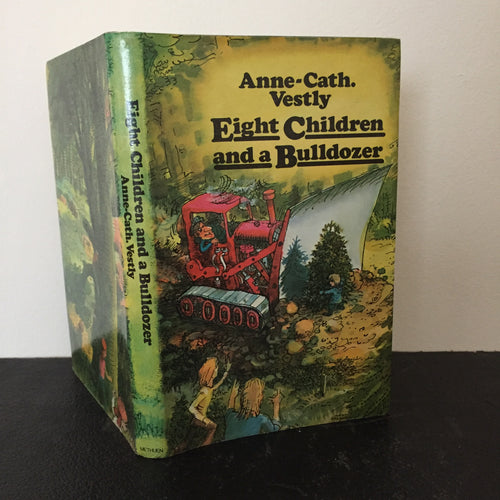 Anne-Cath.
Vestly
Eight Children
and a Bulldozer
Eight Children and a Bulldozer
Anne-Cath. Vestly
METHUEN